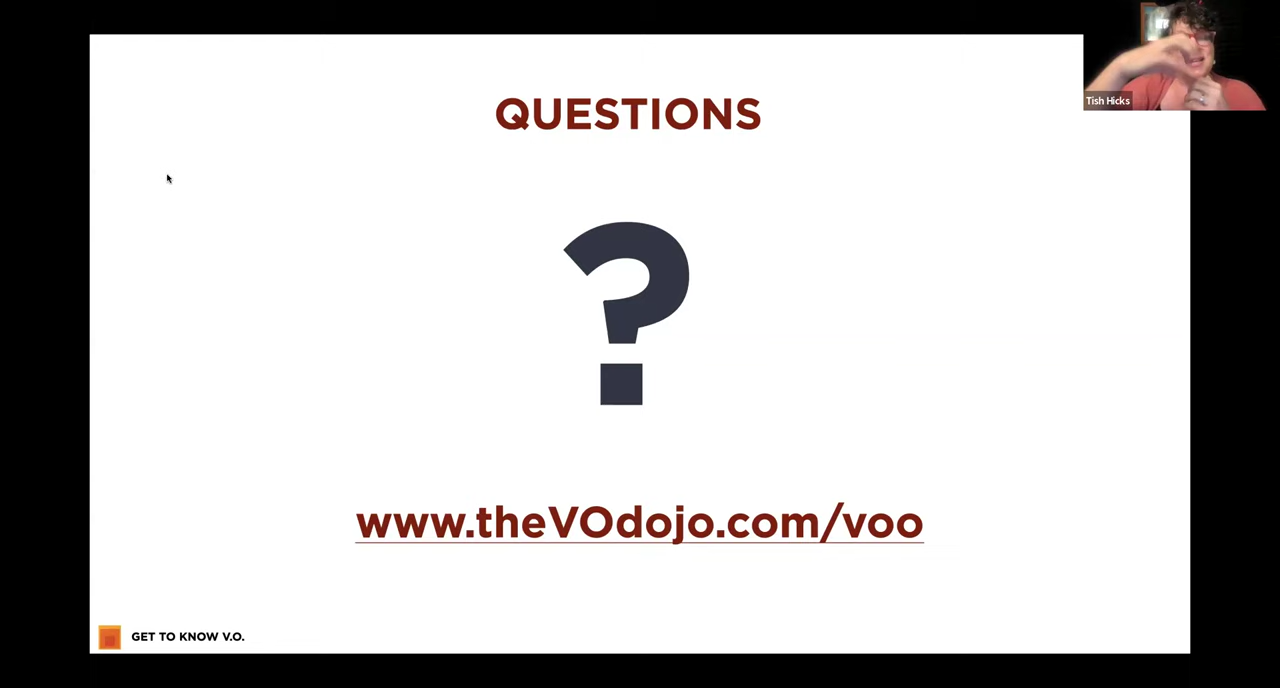 QUESTIONS
Tish Hicks
?
www.theVOdojo.com/voo
GET TO KNOW V.O.